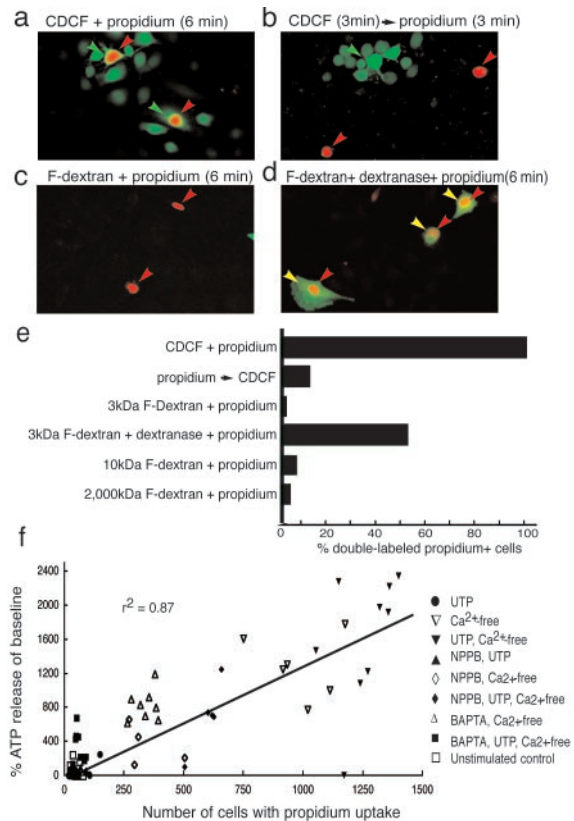 a
CDCF + propidium (6 min)
b
CDCF (3min) ➔ propidium (3 min)
c
F-dextran + propidium (6 min)
d
F-dextran+ dextranase+ propidium(6 min)
e
CDCF + propidium
propidium ➔ CDCF
3kDa F-Dextran + propidium
3kDa F-dextran + dextranase + propidium
10kDa F-dextran + propidium
2,000kDa F-dextran + propidium
0 20 40 60 80 100
% double-labeled propidium+ cells
f
% ATP release of baseline
2400
2000
1600
1200
800
400
0
r² = 0.87
0 250 500 750 1000 1250 1500
Number of cells with propidium uptake
UTP
Ca2+-free
UTP, Ca2+-free
NPPB, UTP
NPPB, Ca2+-free
NPPB, UTP, Ca2+-free
BAPTA, Ca2+-free
BAPTA, UTP, Ca2+-free
Unstimulated control